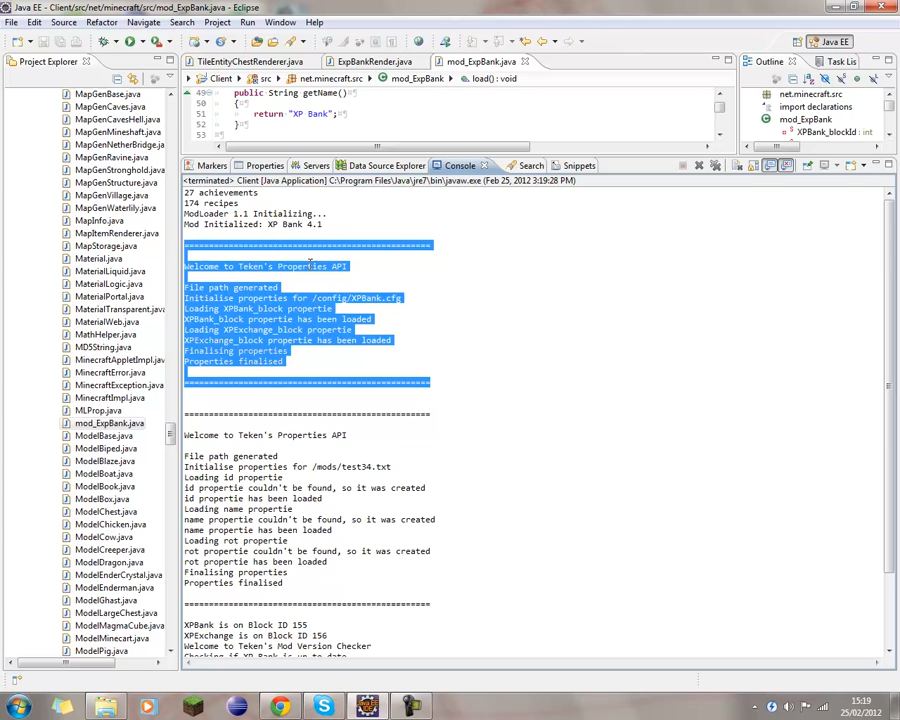 Java EE - Client/src/net/minecraft/src/mod_ExpBank.java - Eclipse
File Edit Source Refactor Navigate Search Project Run Window Help
Java EE
Project Explorer
TileEntityChestRenderer.java ExpBankRender.java mod_ExpBank.java
Outline Task Lis
Client src net.minecraft.src mod_ExpBank load() : void
MapGenBase.java
MapGenCaves.java
MapGenCavesHell.java
MapGenMineshaft.java
MapGenNetherBridge.java
MapGenRavine.java
MapGenStronghold.java
MapGenStructure.java
MapGenVillage.java
MapGenWaterlily.java
MapInfo.java
MapItemRenderer.java
MapStorage.java
Material.java
MaterialLiquid.java
MaterialLogic.java
MaterialPortal.java
MaterialTransparent.java
MaterialWeb.java
MathHelper.java
MD5String.java
MinecraftAppletImpl.java
MinecraftError.java
MinecraftException.java
MinecraftImpl.java
MLProp.java
mod_ExpBank.java
ModelBase.java
ModelBiped.java
ModelBlaze.java
ModelBoat.java
ModelBook.java
ModelBox.java
ModelChest.java
ModelChicken.java
ModelCow.java
ModelCreeper.java
ModelDragon.java
ModelEnderCrystal.java
ModelEnderman.java
ModelGhast.java
ModelLargeChest.java
ModelMagmaCube.java
ModelMinecart.java
ModelPig.java
49 public String getName()
50 {
51 return "XP Bank";
52 }
53
net.minecraft.src
import declarations
mod_ExpBank
XPBank_blockId : int
Markers Properties Servers Data Source Explorer Console Search Snippets
<terminated> Client [Java Application] C:\Program Files\Java\jre7\bin\javaw.exe (Feb 25, 2012 3:19:28 PM)
27 achievements
174 recipes
ModLoader 1.1 Initializing...
Mod Initialized: XP Bank 4.1
==================================================
Welcome to Teken's Properties API
File path generated
Initialise properties for /config/XPBank.cfg
Loading XPBank_block propertie
XPBank_block propertie has been loaded
Loading XPExchange_block propertie
XPExchange_block propertie has been loaded
Finalising properties
Properties finalised
==================================================
==================================================
Welcome to Teken's Properties API
File path generated
Initialise properties for /mods/test34.txt
Loading id propertie
id propertie couldn't be found, so it was created
id propertie has been loaded
Loading name propertie
name propertie couldn't be found, so it was created
name propertie has been loaded
Loading rot propertie
rot propertie couldn't be found, so it was created
rot propertie has been loaded
Finalising properties
Properties finalised
==================================================
XPBank is on Block ID 155
XPExchange is on Block ID 156
Welcome to Teken's Mod Version Checker
Checking if XP Bank is up to date
15:19
25/02/2012